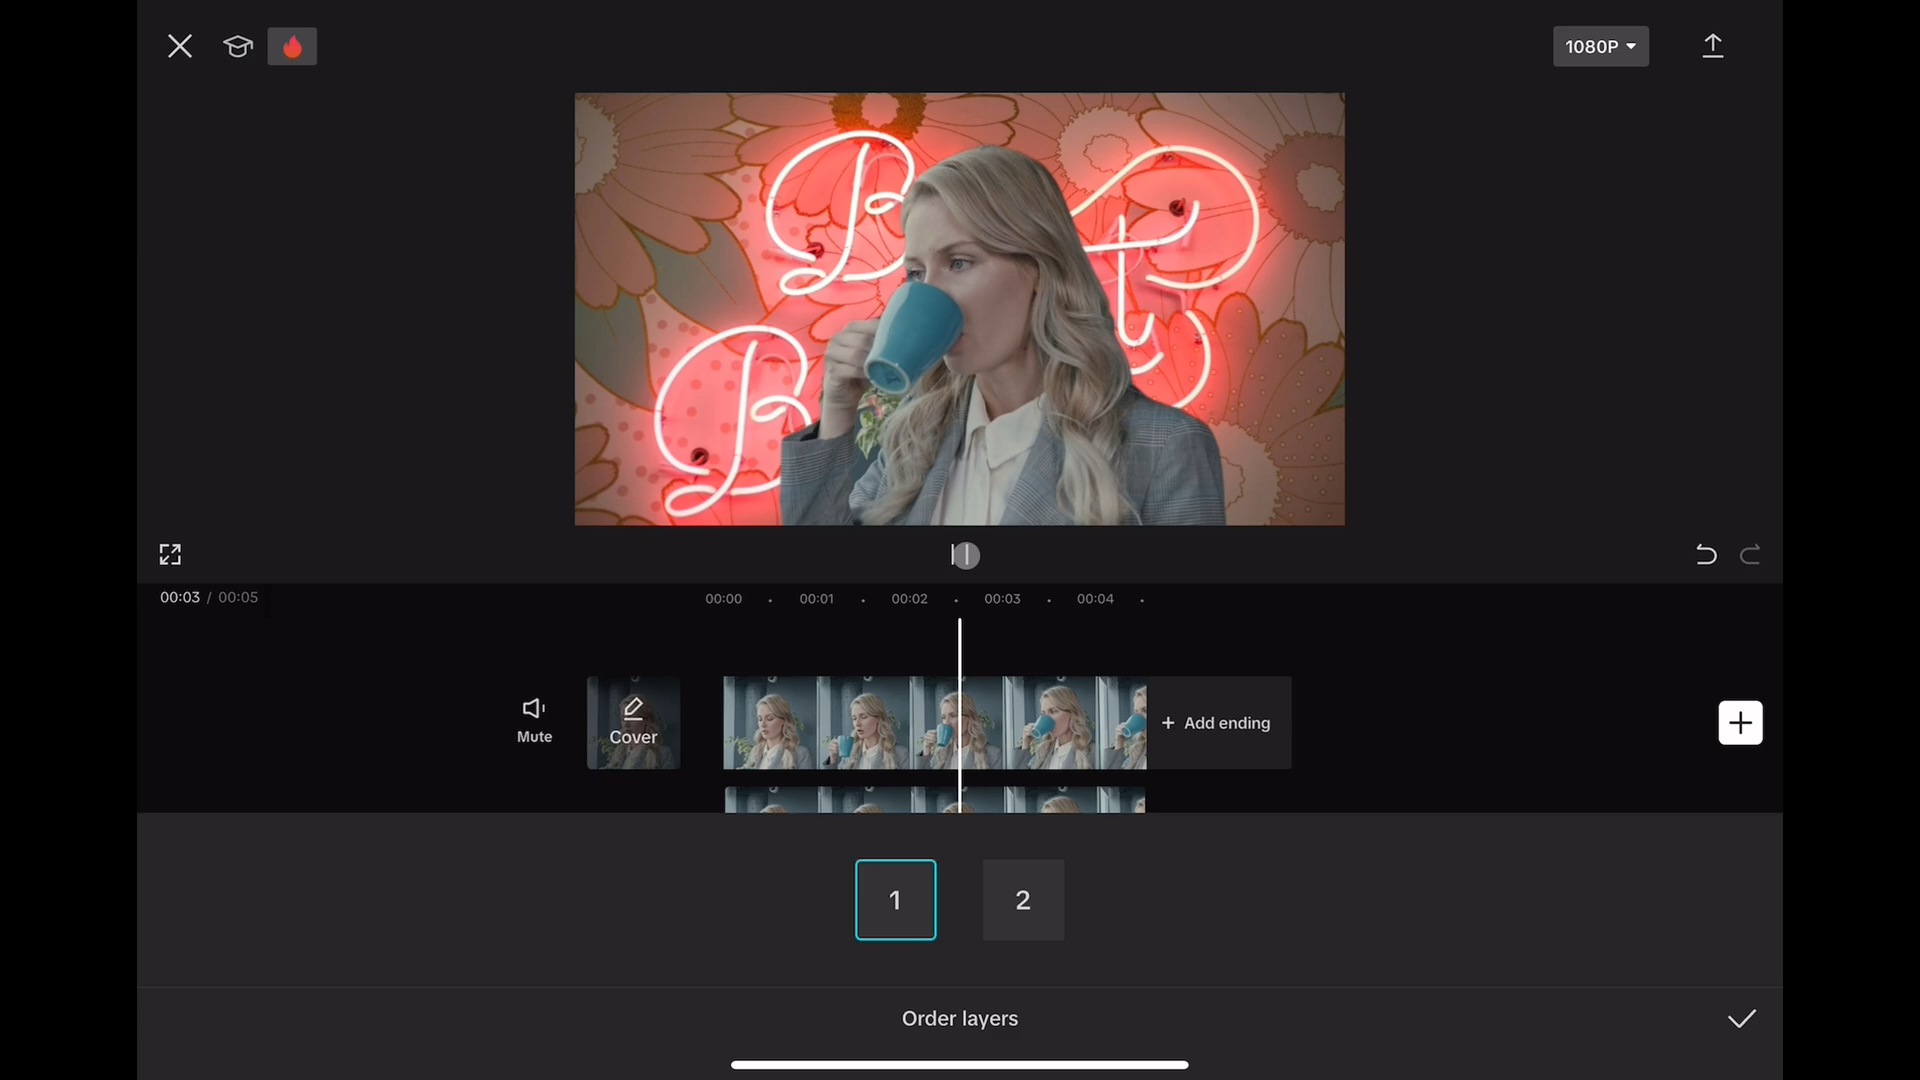 1080P
B
B
00:03 / 00:05
00:00 00:01 00:02 00:03 00:04
Mute
Cover
+ Add ending
1
2
Order layers